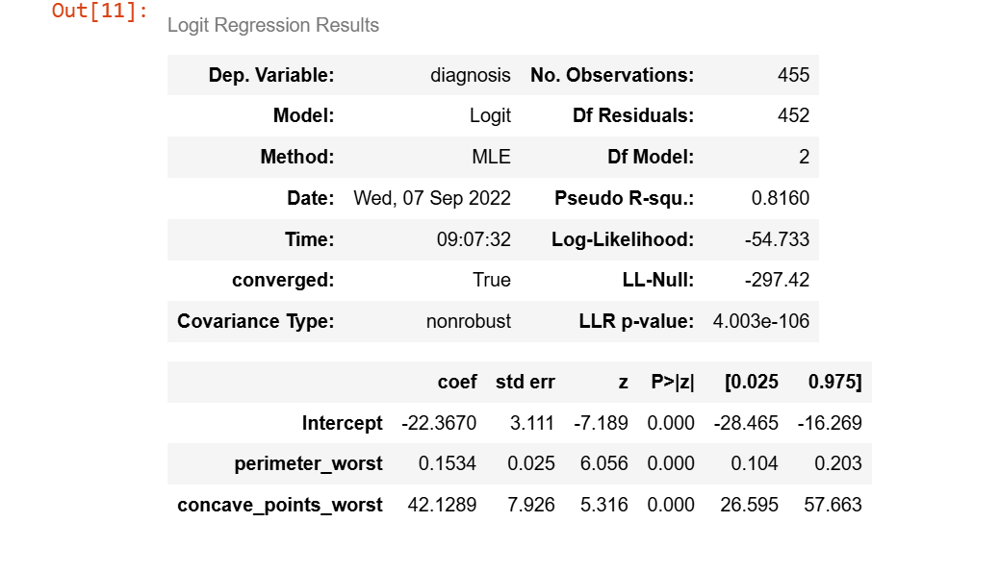 Out[11]:
Logit Regression Results
Dep. Variable: diagnosis No. Observations: 455
Model: Logit Df Residuals: 452
Method: MLE Df Model: 2
Date: Wed, 07 Sep 2022 Pseudo R-squ.: 0.8160
Time: 09:07:32 Log-Likelihood: -54.733
converged: True LL-Null: -297.42
Covariance Type: nonrobust LLR p-value: 4.003e-106
coef std err z P>|z| [0.025 0.975]
Intercept -22.3670 3.111 -7.189 0.000 -28.465 -16.269
perimeter_worst 0.1534 0.025 6.056 0.000 0.104 0.203
concave_points_worst 42.1289 7.926 5.316 0.000 26.595 57.663